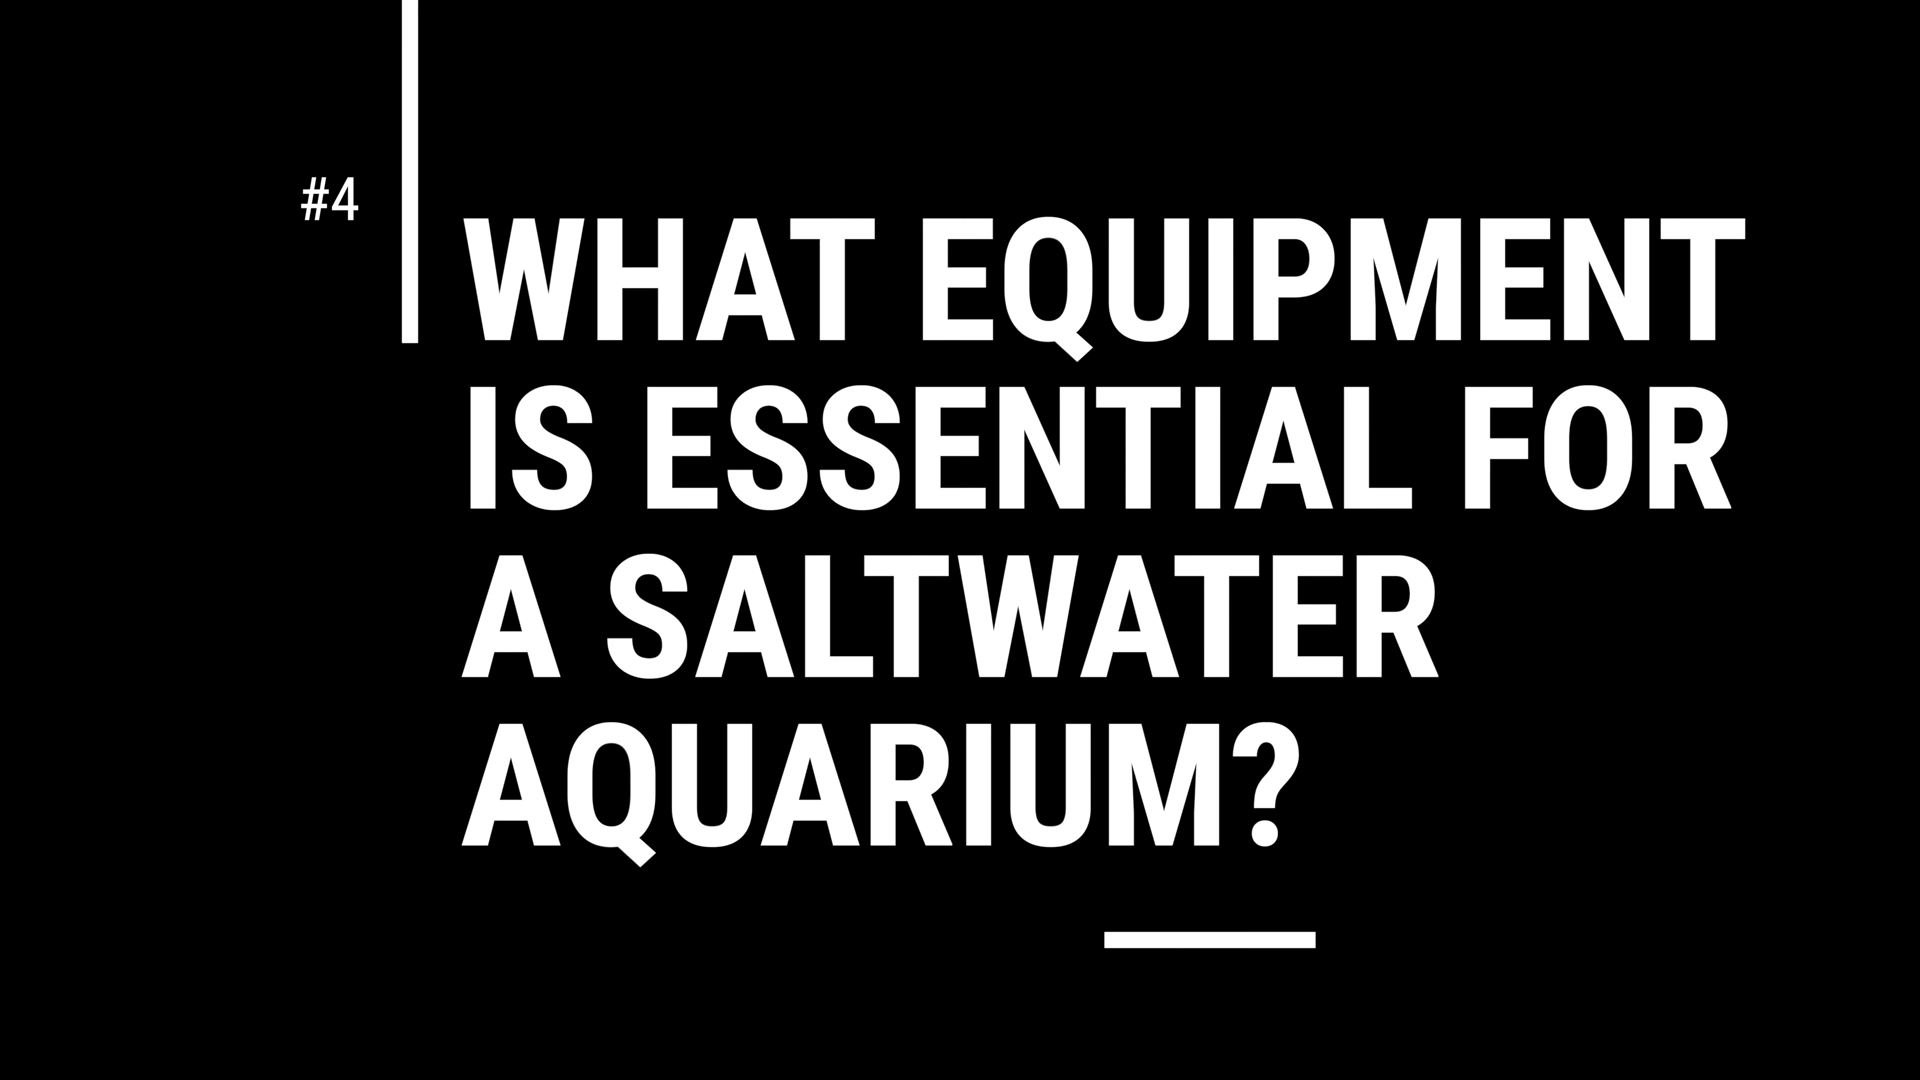 #4
WHAT EQUIPMENT
IS ESSENTIAL FOR
A SALTWATER
AQUARIUM?